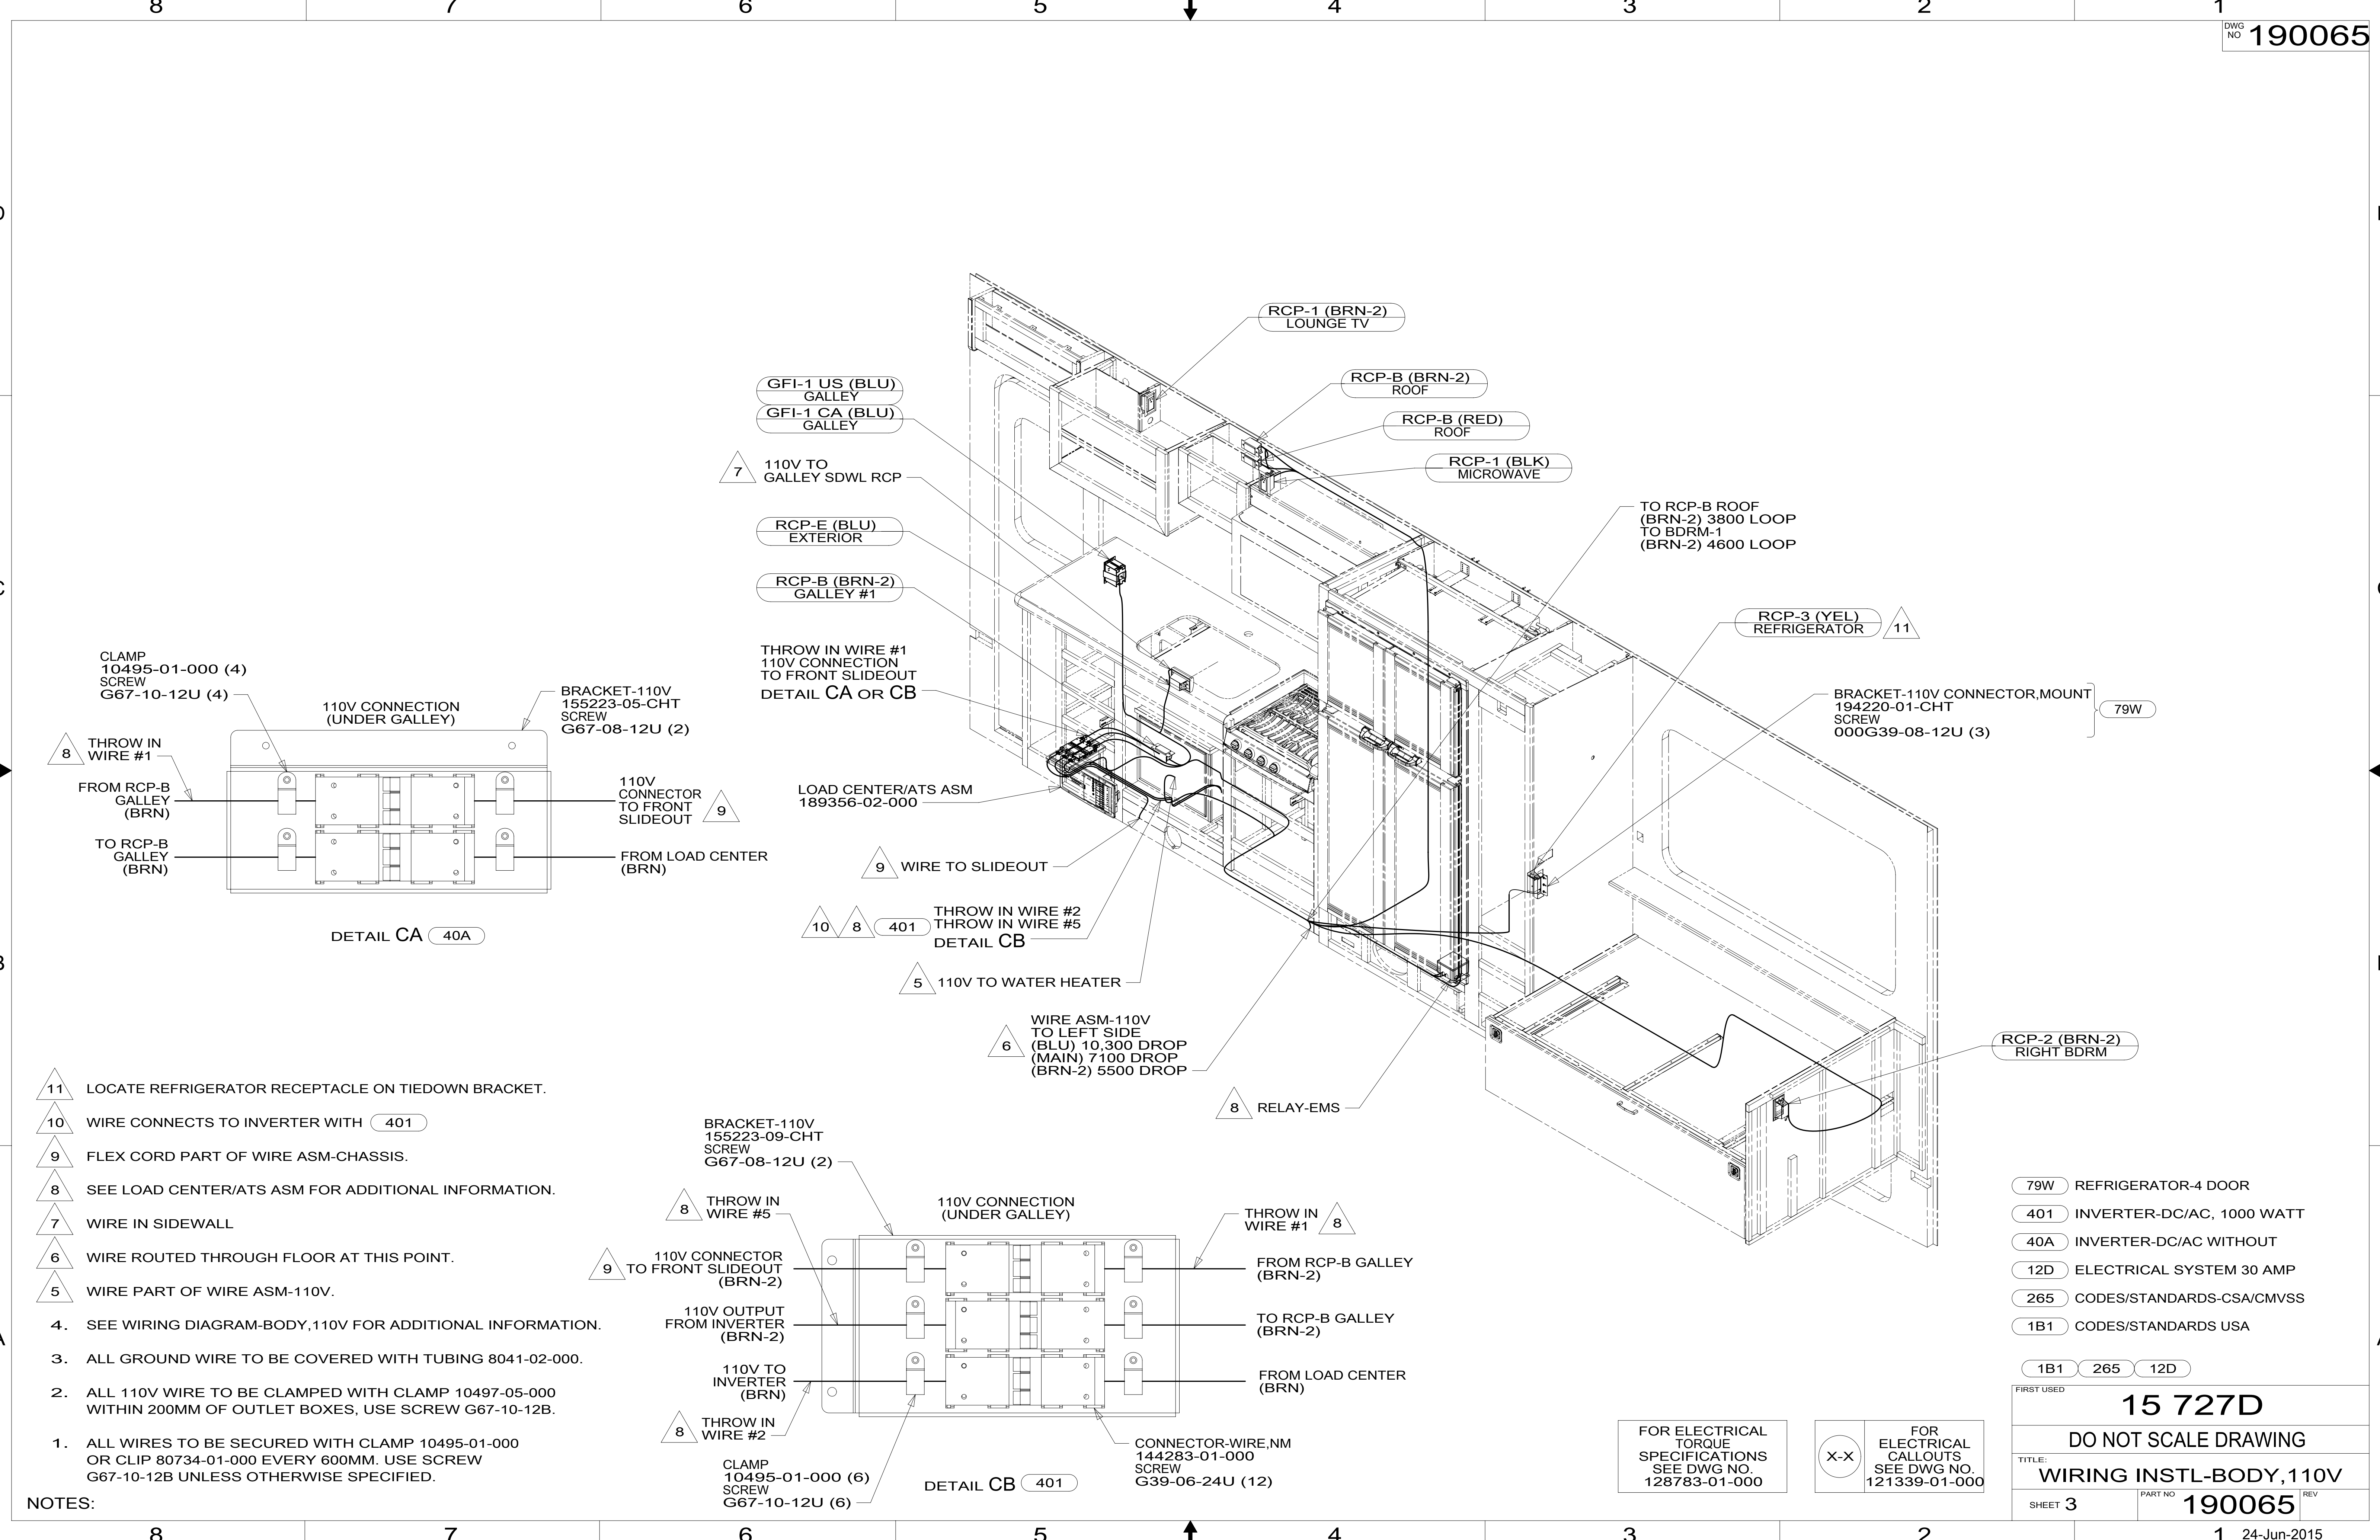 8 7 6 5 4 3 2 1
DWG NO 190065
RCP-1 (BRN-2)
LOUNGE TV
RCP-B (BRN-2)
ROOF
RCP-B (RED)
ROOF
RCP-1 (BLK)
MICROWAVE
GFI-1 US (BLU)
GALLEY
GFI-1 CA (BLU)
GALLEY
7 110V TO
GALLEY SDWL RCP
RCP-E (BLU)
EXTERIOR
RCP-B (BRN-2)
GALLEY #1
THROW IN WIRE #1
110V CONNECTION
TO FRONT SLIDEOUT
DETAIL CA OR CB
LOAD CENTER/ATS ASM
189356-02-000
9 WIRE TO SLIDEOUT
10 8 401
THROW IN WIRE #2
THROW IN WIRE #5
DETAIL CB
5 110V TO WATER HEATER
6
WIRE ASM-110V
TO LEFT SIDE
(BLU) 10,300 DROP
(MAIN) 7100 DROP
(BRN-2) 5500 DROP
8 RELAY-EMS
TO RCP-B ROOF
(BRN-2) 3800 LOOP
TO BDRM-1
(BRN-2) 4600 LOOP
RCP-3 (YEL)
REFRIGERATOR
11
BRACKET-110V CONNECTOR,MOUNT
194220-01-CHT
SCREW
000G39-08-12U (3)
79W
RCP-2 (BRN-2)
RIGHT BDRM
CLAMP
10495-01-000 (4)
SCREW
G67-10-12U (4)
110V CONNECTION
(UNDER GALLEY)
BRACKET-110V
155223-05-CHT
SCREW
G67-08-12U (2)
8 THROW IN
WIRE #1
FROM RCP-B
GALLEY
(BRN)
TO RCP-B
GALLEY
(BRN)
110V
CONNECTOR
TO FRONT
SLIDEOUT
9
FROM LOAD CENTER
(BRN)
DETAIL CA 40A
11 LOCATE REFRIGERATOR RECEPTACLE ON TIEDOWN BRACKET.
10 WIRE CONNECTS TO INVERTER WITH 401
9 FLEX CORD PART OF WIRE ASM-CHASSIS.
8 SEE LOAD CENTER/ATS ASM FOR ADDITIONAL INFORMATION.
7 WIRE IN SIDEWALL
6 WIRE ROUTED THROUGH FLOOR AT THIS POINT.
5 WIRE PART OF WIRE ASM-110V.
4. SEE WIRING DIAGRAM-BODY,110V FOR ADDITIONAL INFORMATION.
3. ALL GROUND WIRE TO BE COVERED WITH TUBING 8041-02-000.
2. ALL 110V WIRE TO BE CLAMPED WITH CLAMP 10497-05-000
WITHIN 200MM OF OUTLET BOXES, USE SCREW G67-10-12B.
1. ALL WIRES TO BE SECURED WITH CLAMP 10495-01-000
OR CLIP 80734-01-000 EVERY 600MM. USE SCREW
G67-10-12B UNLESS OTHERWISE SPECIFIED.
NOTES:
BRACKET-110V
155223-09-CHT
SCREW
G67-08-12U (2)
8 THROW IN
WIRE #5
110V CONNECTION
(UNDER GALLEY)
THROW IN
WIRE #1
8
9
110V CONNECTOR
TO FRONT SLIDEOUT
(BRN-2)
110V OUTPUT
FROM INVERTER
(BRN-2)
110V TO
INVERTER
(BRN)
8 THROW IN
WIRE #2
FROM RCP-B GALLEY
(BRN-2)
TO RCP-B GALLEY
(BRN-2)
FROM LOAD CENTER
(BRN)
CLAMP
10495-01-000 (6)
SCREW
G67-10-12U (6)
DETAIL CB 401
CONNECTOR-WIRE,NM
144283-01-000
SCREW
G39-06-24U (12)
79W REFRIGERATOR-4 DOOR
401 INVERTER-DC/AC, 1000 WATT
40A INVERTER-DC/AC WITHOUT
12D ELECTRICAL SYSTEM 30 AMP
265 CODES/STANDARDS-CSA/CMVSS
1B1 CODES/STANDARDS USA
1B1 265 12D
FOR ELECTRICAL
TORQUE
SPECIFICATIONS
SEE DWG NO.
128783-01-000
X-X
FOR
ELECTRICAL
CALLOUTS
SEE DWG NO.
121339-01-000
FIRST USED
15 727D
DO NOT SCALE DRAWING
TITLE:
WIRING INSTL-BODY,110V
SHEET 3
PART NO 190065 REV
8 7 6 5 4 3 2 1
24-Jun-2015